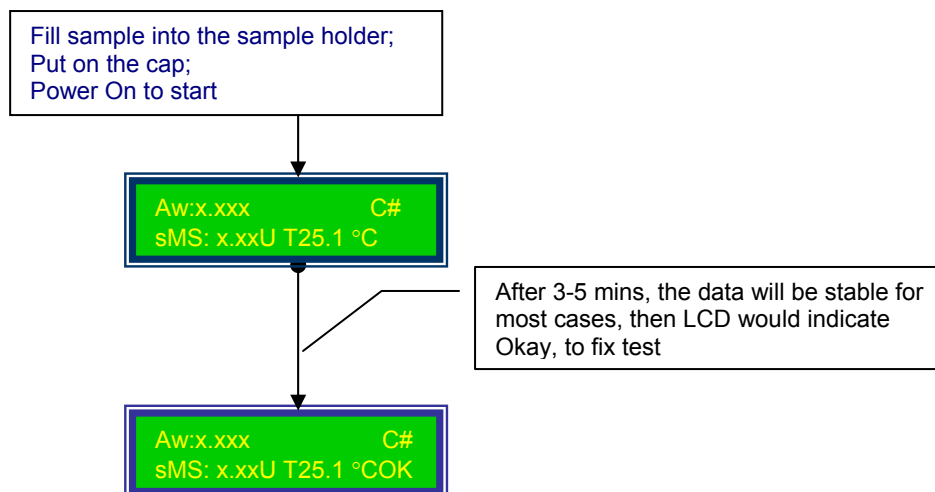 Fill sample into the sample holder;
Put on the cap;
Power On to start
Aw:x.xxx C#
sMS: x.xxU T25.1 °C
After 3-5 mins, the data will be stable for
most cases, then LCD would indicate
Okay, to fix test
Aw:x.xxx C#
sMS: x.xxU T25.1 °COK